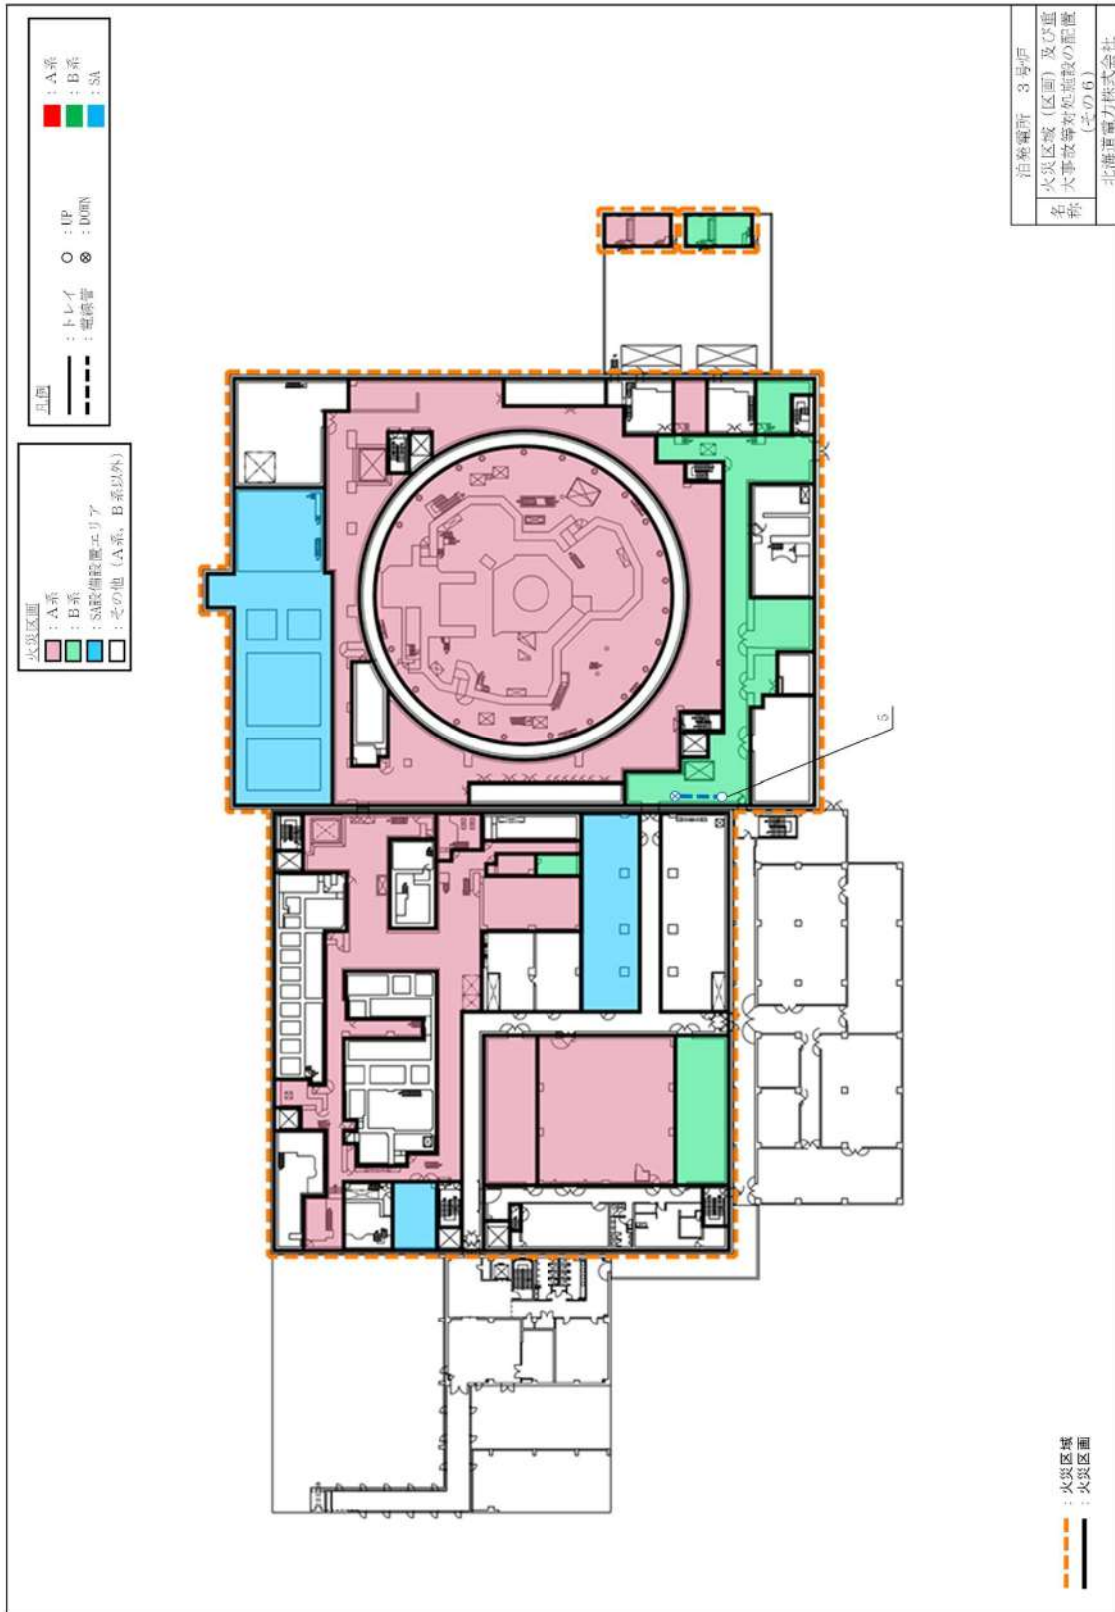 火災区画
: A系
: B系
: SA設備設置エリア
: その他（A系，B系以外）
凡例
: トレイ
: 電線管
: UP
: DOWN
: A系
: B系
: SA
5
: 火災区域
: 火災区画
泊発電所　3号炉
名称
火災区域（区画）及び重
大事故等対処施設の配置
（その6）
北海道電力株式会社